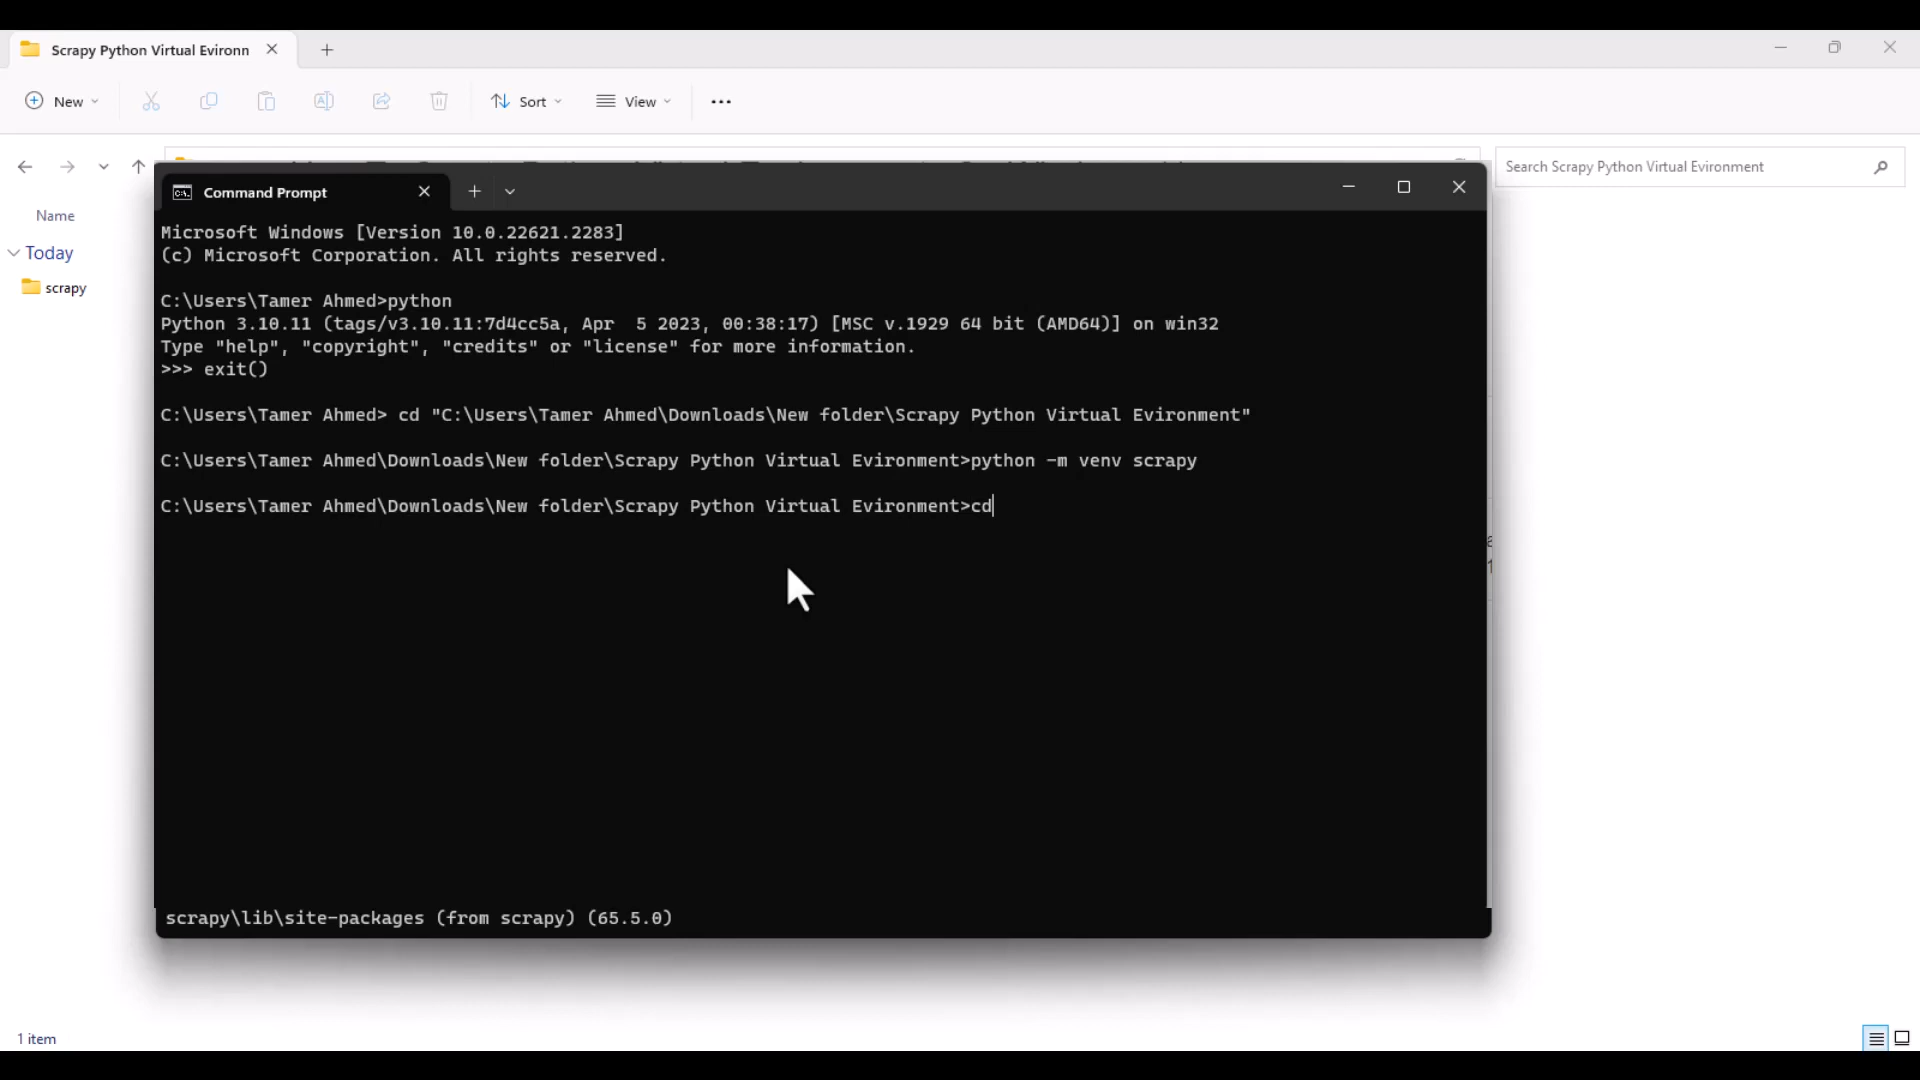 Scrapy Python Virtual Evironn
New
Sort
View
Search Scrapy Python Virtual Evironment
Name
Today
scrapy
Command Prompt
Microsoft Windows [Version 10.0.22621.2283]
(c) Microsoft Corporation. All rights reserved.
C:\Users\Tamer Ahmed>python
Python 3.10.11 (tags/v3.10.11:7d4cc5a, Apr  5 2023, 00:38:17) [MSC v.1929 64 bit (AMD64)] on win32
Type "help", "copyright", "credits" or "license" for more information.
>>> exit()
C:\Users\Tamer Ahmed> cd "C:\Users\Tamer Ahmed\Downloads\New folder\Scrapy Python Virtual Evironment"
C:\Users\Tamer Ahmed\Downloads\New folder\Scrapy Python Virtual Evironment>python -m venv scrapy
C:\Users\Tamer Ahmed\Downloads\New folder\Scrapy Python Virtual Evironment>cd
scrapy\lib\site-packages (from scrapy) (65.5.0)
1 item